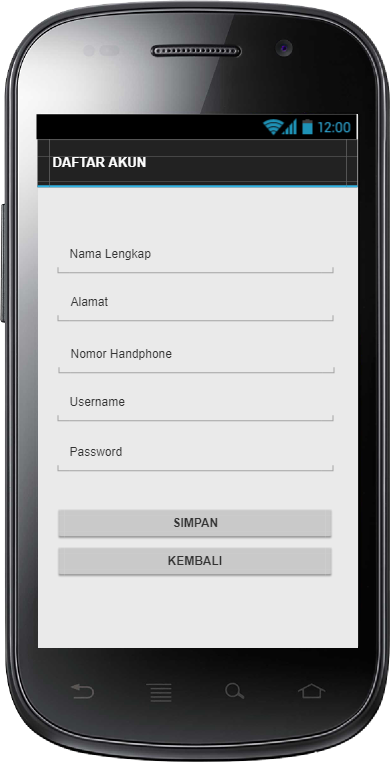 12:00
DAFTAR AKUN
Nama Lengkap
Alamat
Nomor Handphone
Username
Password
SIMPAN
KEMBALI